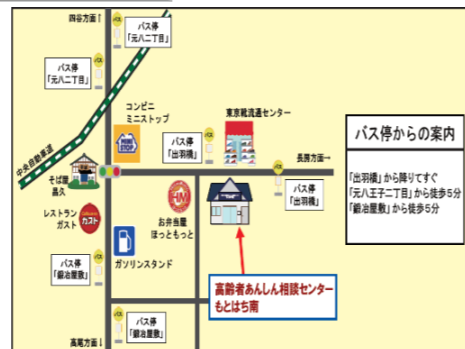 四谷方面↑
バス停
「元八二丁目」
バス停
「元八二丁目」
コンビニ
ミニストップ
MINI
STOP
東京靴流通センター
バス停
「出羽橋」
中央自動車道
長房方面→
そば屋
喜久
バス停
「出羽橋」
レストラン
ガスト
ガスト
お弁当屋
ほっともっと
ガソリンスタンド
バス停
「鍛冶屋敷」
バス停
「鍛冶屋敷」
高尾方面↓
高齢者あんしん相談センター
もとはち南
バス停からの案内
「出羽橋」から降りてすぐ
「元八王子二丁目」から徒歩5分
「鍛冶屋敷」から徒歩5分